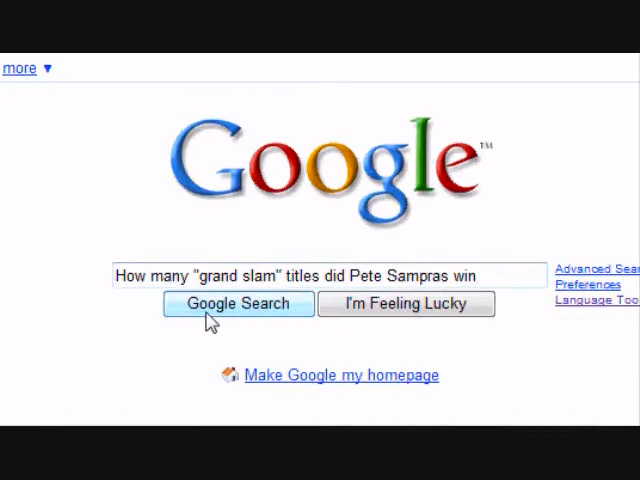 more ▼
Google™
How many "grand slam" titles did Pete Sampras win
Advanced Sear
Preferences
Language Too
Google Search
I'm Feeling Lucky
Make Google my homepage